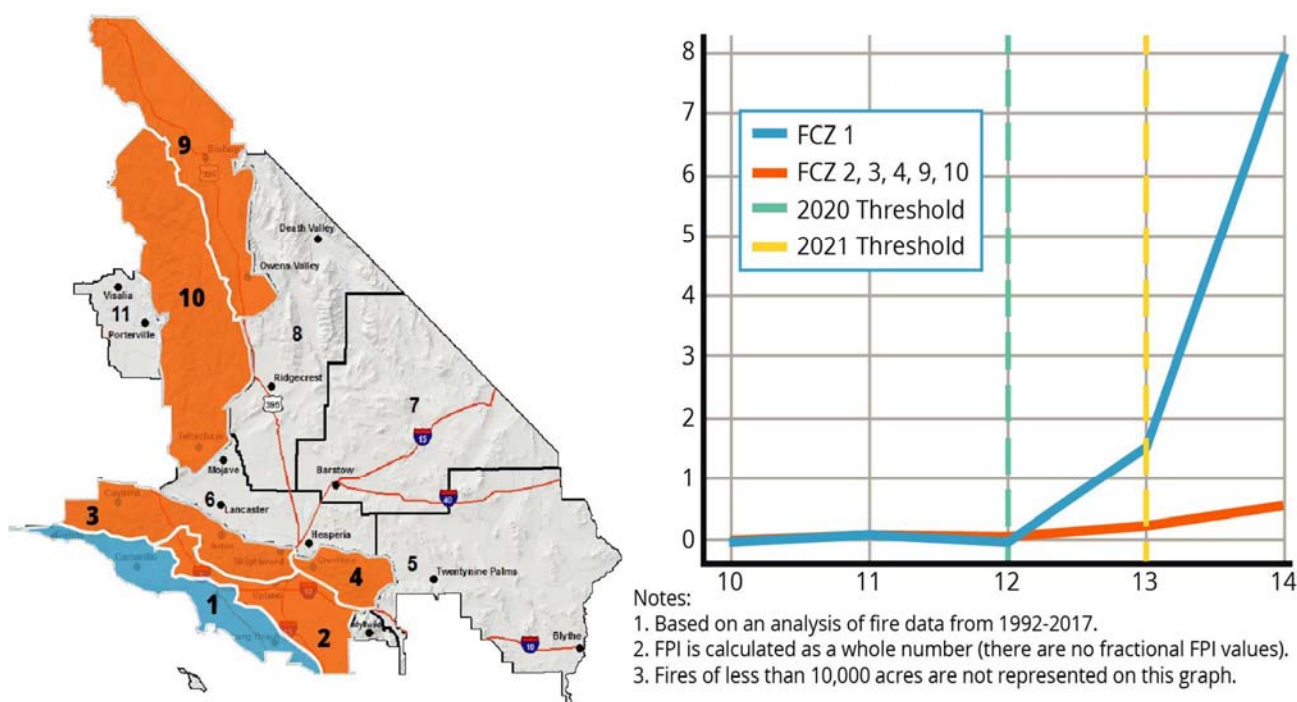 9
Bishop
395
Death Valley
Owens Valley
10
Visalia
11
Porterville
8
Ridgecrest
395
7
15
Tehachapi
Mojave
Barstow
40
6
Lancaster
3
Hesperia
4
5
Twentynine Palms
Camarillo
1
Upland
10
2
Blythe
10
8
7
6
5
4
3
2
1
0
FCZ 1
FCZ 2, 3, 4, 9, 10
2020 Threshold
2021 Threshold
10 11 12 13 14
Notes:
1. Based on an analysis of fire data from 1992-2017.
2. FPI is calculated as a whole number (there are no fractional FPI values).
3. Fires of less than 10,000 acres are not represented on this graph.